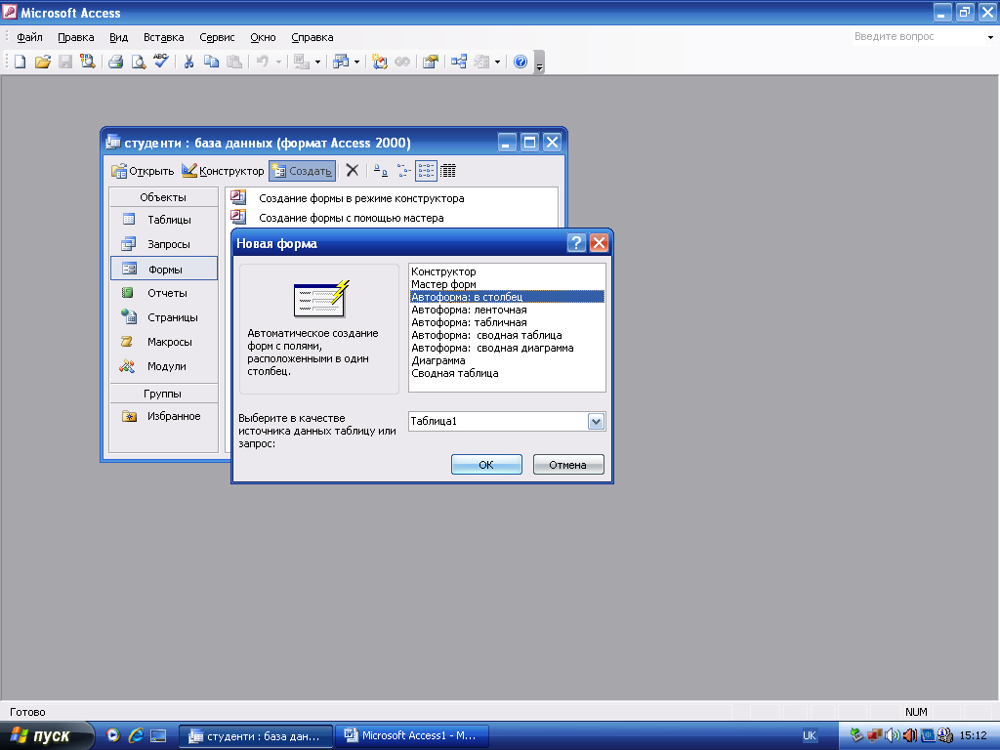 Microsoft Access
Файл Правка Вид Вставка Сервис Окно Справка
Введите вопрос
студенти : база данных (формат Access 2000)
Открыть Конструктор Создать
Объекты
Таблицы
Запросы
Формы
Отчеты
Страницы
Макросы
Модули
Группы
Избранное
Создание формы в режиме конструктора
Создание формы с помощью мастера
Новая форма
Автоматическое создание
форм с полями,
расположенными в один
столбец.
Конструктор
Мастер форм
Автоформа: в столбец
Автоформа: ленточная
Автоформа: табличная
Автоформа: сводная таблица
Автоформа: сводная диаграмма
Диаграмма
Сводная таблица
Выберите в качестве
источника данных таблицу или
запрос:
Таблица1
ОК Отмена
Готово
NUM
пуск
студенти : база дан...
Microsoft Access1 - M...
UK
15:12